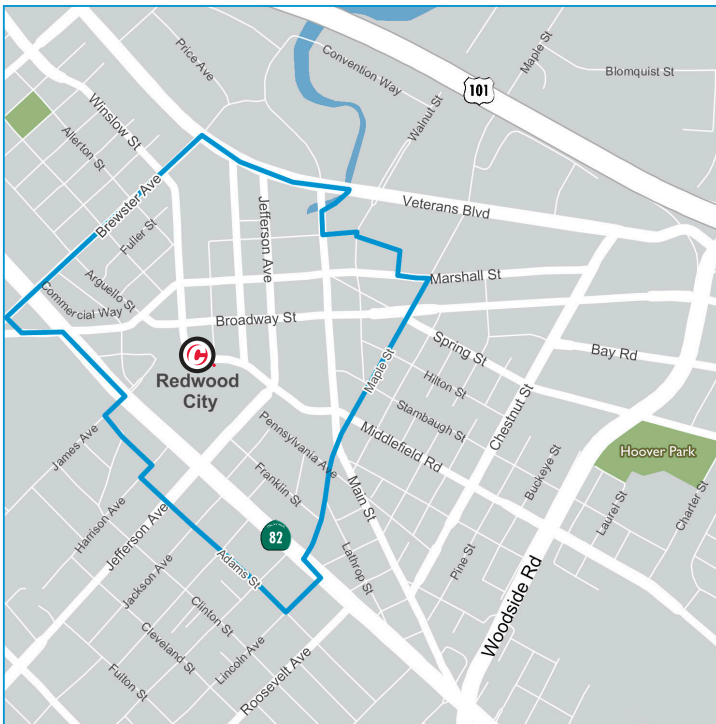 Price Ave
Convention Way
Maple St
Blomquist St
101
Winslow St
Walnut St
Allerton St
Brewster Ave
Veterans Blvd
Fuller St
Jefferson Ave
Arguello St
Marshall St
Commercial Way
Broadway St
Spring St
Bay Rd
C
Redwood
City
Maple St
Hilton St
Stambaugh St
Chestnut St
Pennsylvania Ave
Middlefield Rd
James Ave
Hoover Park
Franklin St
Buckeye St
Main St
Laurel St
Charter St
Harrison Ave
Jefferson Ave
82
Adams St
Lathrop St
Pine St
Jackson Ave
Clinton St
Woodside Rd
Cleveland St
Lincoln Ave
Fulton St
Roosevelt Ave